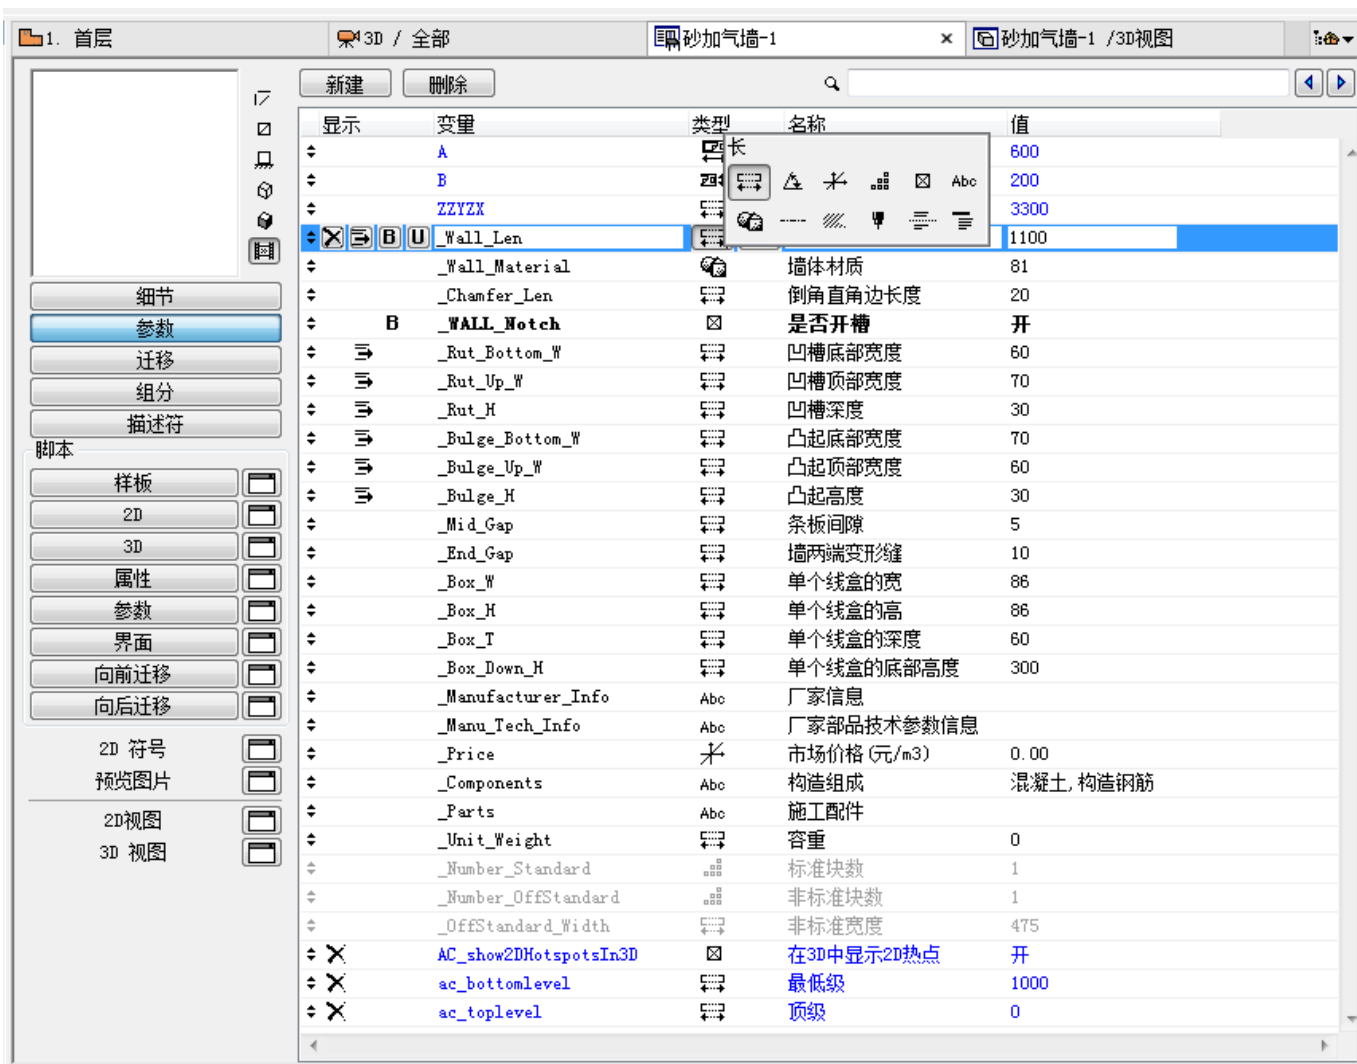 1. 首层 3D / 全部 砂加气墙-1 × 砂加气墙-1 /3D视图
新建 删除
显示 变量 类型 名称 值
A 600
B 200
ZZYZX 3300
长
Abc
B U _Wall_Len 1100
_Wall_Material 墙体材质 81
_Chamfer_Len 倒角直角边长度 20
B _WALL_Notch 是否开槽 开
_Rut_Bottom_W 凹槽底部宽度 60
_Rut_Up_W 凹槽顶部宽度 70
_Rut_H 凹槽深度 30
_Bulge_Bottom_W 凸起底部宽度 70
_Bulge_Up_W 凸起顶部宽度 60
_Bulge_H 凸起高度 30
_Mid_Gap 条板间隙 5
_End_Gap 墙两端变形缝 10
_Box_W 单个线盒的宽 86
_Box_H 单个线盒的高 86
_Box_T 单个线盒的深度 60
_Box_Down_H 单个线盒的底部高度 300
_Manufacturer_Info Abc 厂家信息
_Manu_Tech_Info Abc 厂家部品技术参数信息
_Price 市场价格(元/m3) 0.00
_Components Abc 构造组成 混凝土,构造钢筋
_Parts Abc 施工配件
_Unit_Weight 容重 0
_Number_Standard 标准块数 1
_Number_OffStandard 非标准块数 1
_OffStandard_Width 非标准宽度 475
AC_show2DHotspotsIn3D 在3D中显示2D热点 开
ac_bottomlevel 最低级 1000
ac_toplevel 顶级 0
细节
参数
迁移
组分
描述符
脚本
样板
2D
3D
属性
参数
界面
向前迁移
向后迁移
2D 符号
预览图片
2D视图
3D 视图